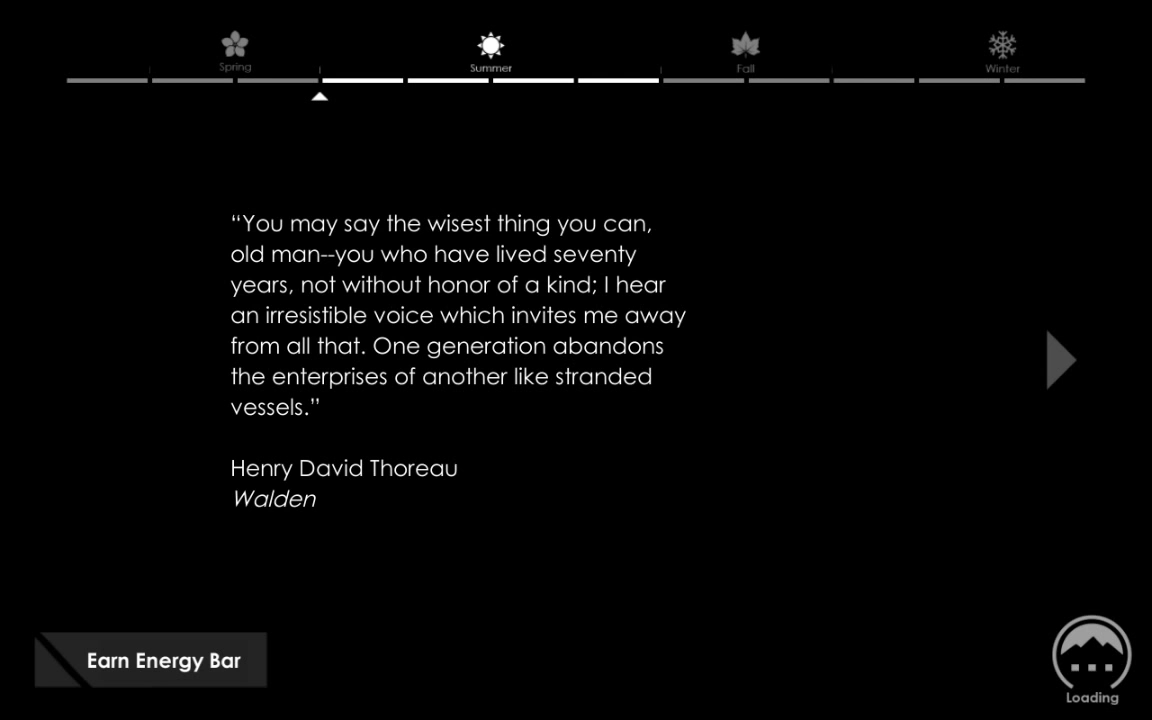 Spring
Summer
Fall
Winter
“You may say the wisest thing you can,
old man--you who have lived seventy
years, not without honor of a kind; I hear
an irresistible voice which invites me away
from all that. One generation abandons
the enterprises of another like stranded
vessels.”
Henry David Thoreau
Walden
Earn Energy Bar
Loading